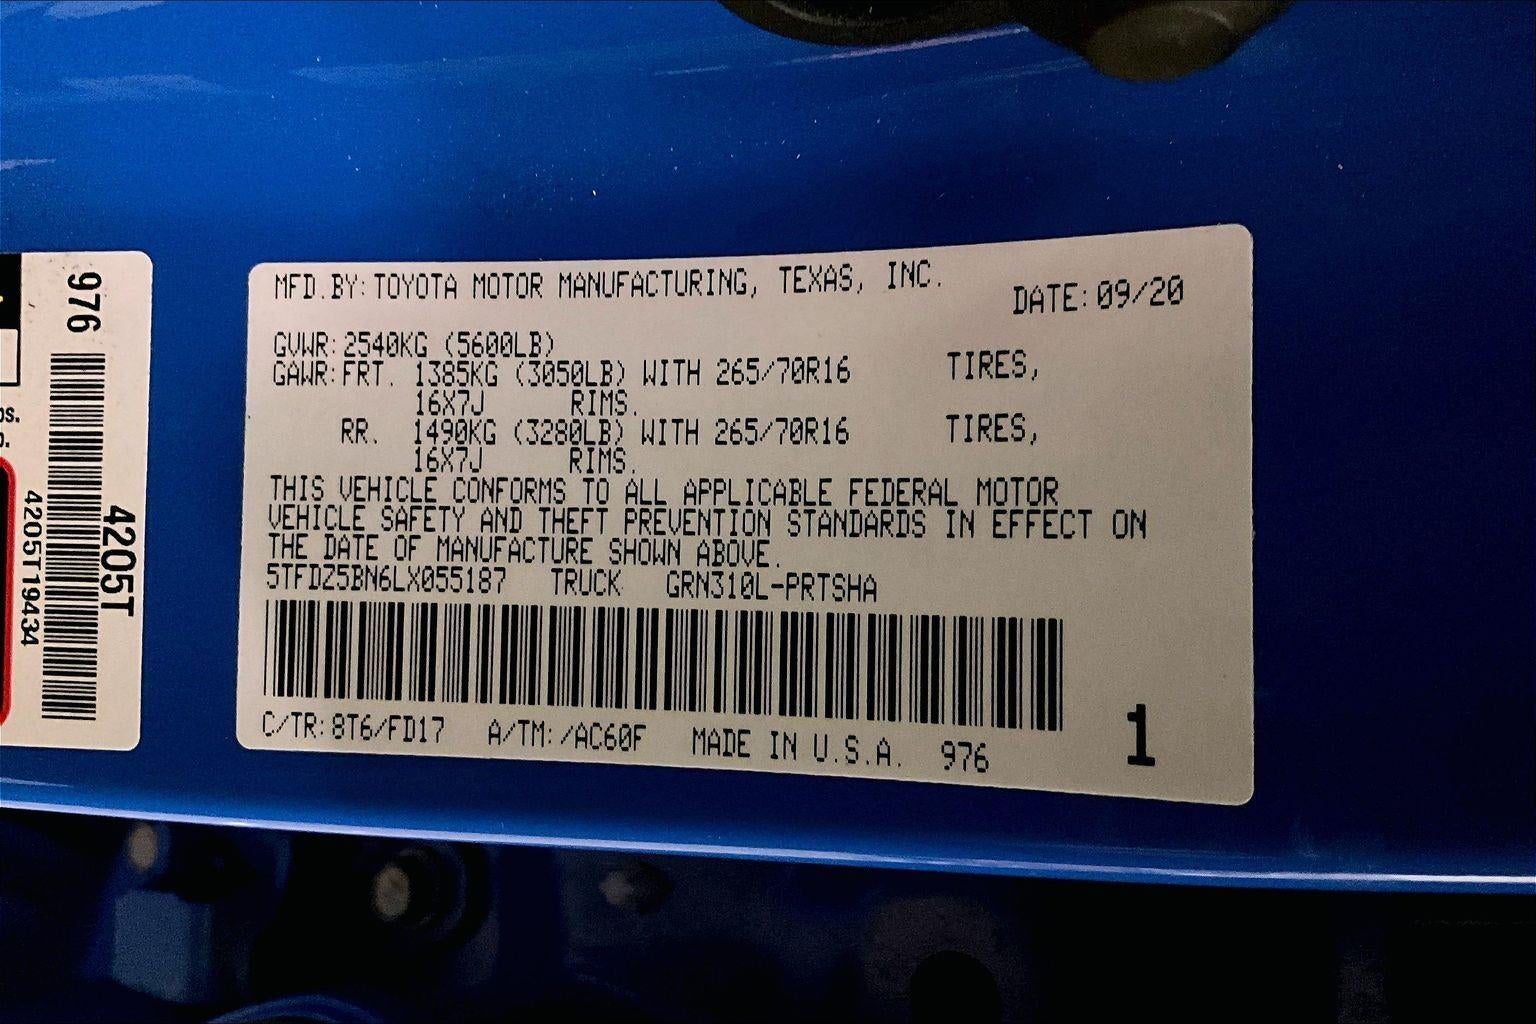 MFD.BY:TOYOTA MOTOR MANUFACTURING, TEXAS, INC.
DATE:09/20
GVWR:2540KG (5600LB)
GAWR:FRT. 1385KG (3050LB) WITH 265/70R16 TIRES,
16X7J RIMS.
RR. 1490KG (3280LB) WITH 265/70R16 TIRES,
16X7J RIMS.
THIS VEHICLE CONFORMS TO ALL APPLICABLE FEDERAL MOTOR
VEHICLE SAFETY AND THEFT PREVENTION STANDARDS IN EFFECT ON
THE DATE OF MANUFACTURE SHOWN ABOVE.
5TFDZ5BN6LX055187 TRUCK GRN310L-PRTSHA
C/TR:8T6/FD17 A/TM:/AC60F MADE IN U.S.A. 976
1
976
4205T
4205T19434